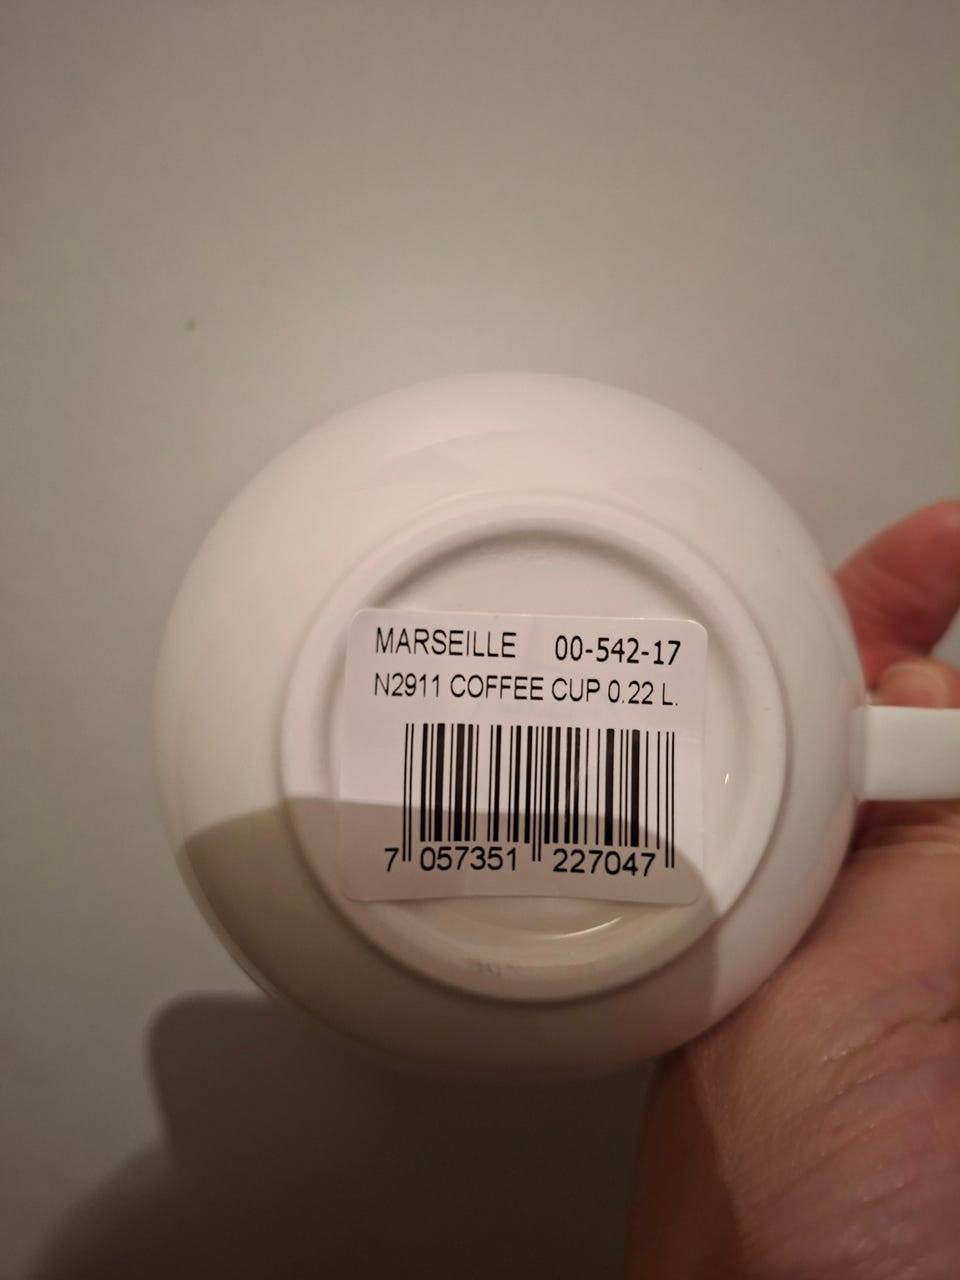 MARSEILLE 00-542-17
N2911 COFFEE CUP 0.22 L.
7 057351 227047